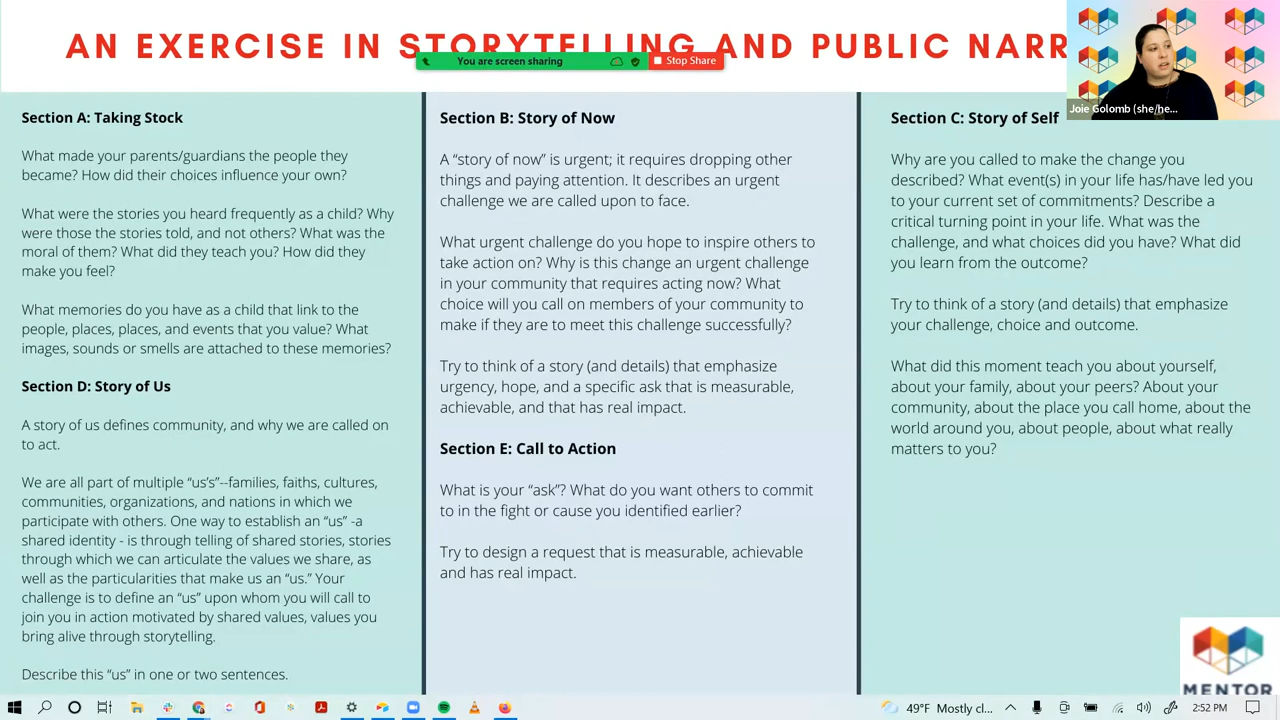 AN EXERCISE IN STORYTELLING AND PUBLIC NARR
You are screen sharing
Stop Share
Joie Golomb (she/he...
Section A: Taking Stock
What made your parents/guardians the people they
became? How did their choices influence your own?
What were the stories you heard frequently as a child? Why
were those the stories told, and not others? What was the
moral of them? What did they teach you? How did they
make you feel?
What memories do you have as a child that link to the
people, places, places, and events that you value? What
images, sounds or smells are attached to these memories?
Section D: Story of Us
A story of us defines community, and why we are called on
to act.
We are all part of multiple “us’s”--families, faiths, cultures,
communities, organizations, and nations in which we
participate with others. One way to establish an “us” -a
shared identity - is through telling of shared stories, stories
through which we can articulate the values we share, as
well as the particularities that make us an “us.” Your
challenge is to define an “us” upon whom you will call to
join you in action motivated by shared values, values you
bring alive through storytelling.
Describe this “us” in one or two sentences.
Section B: Story of Now
A “story of now” is urgent; it requires dropping other
things and paying attention. It describes an urgent
challenge we are called upon to face.
What urgent challenge do you hope to inspire others to
take action on? Why is this change an urgent challenge
in your community that requires acting now? What
choice will you call on members of your community to
make if they are to meet this challenge successfully?
Try to think of a story (and details) that emphasize
urgency, hope, and a specific ask that is measurable,
achievable, and that has real impact.
Section E: Call to Action
What is your “ask”? What do you want others to commit
to in the fight or cause you identified earlier?
Try to design a request that is measurable, achievable
and has real impact.
Section C: Story of Self
Why are you called to make the change you
described? What event(s) in your life has/have led you
to your current set of commitments? Describe a
critical turning point in your life. What was the
challenge, and what choices did you have? What did
you learn from the outcome?
Try to think of a story (and details) that emphasize
your challenge, choice and outcome.
What did this moment teach you about yourself,
about your family, about your peers? About your
community, about the place you call home, about the
world around you, about people, about what really
matters to you?
MENTOR
49°F Mostly cl...
2:52 PM